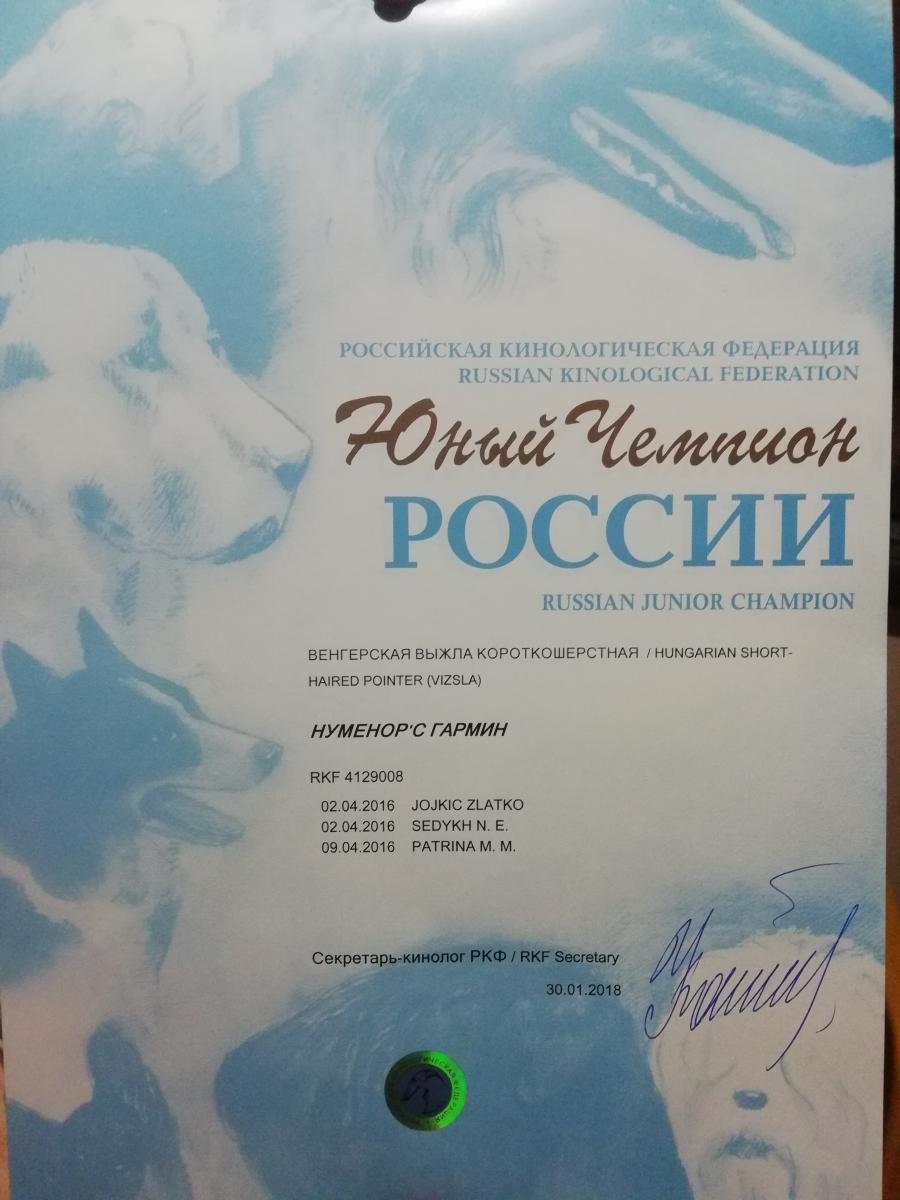 РОССИЙСКАЯ КИНОЛОГИЧЕСКАЯ ФЕДЕРАЦИЯ
RUSSIAN KINOLOGICAL FEDERATION
Юный Чемпион
РОССИИ
RUSSIAN JUNIOR CHAMPION
ВЕНГЕРСКАЯ ВЫЖЛА КОРОТКОШЕРСТНАЯ / HUNGARIAN SHORT-
HAIRED POINTER (VIZSLA)
НУМЕНОР'С ГАРМИН
RKF 4129008
02.04.2016 JOJKIC ZLATKO
02.04.2016 SEDYKH N. E.
09.04.2016 PATRINA M. M.
Секретарь-кинолог РКФ / RKF Secretary
30.01.2018